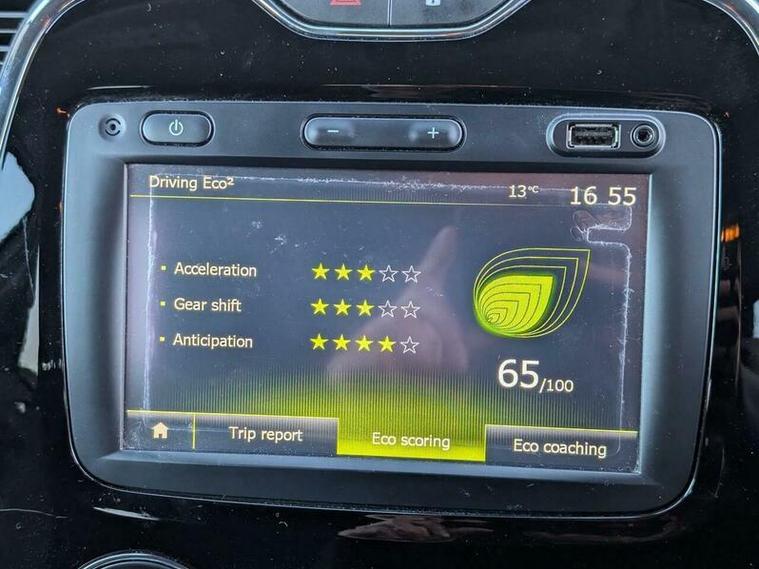 Driving Eco²
13°C
16 55
Acceleration
Gear shift
Anticipation
65/100
Trip report
Eco scoring
Eco coaching